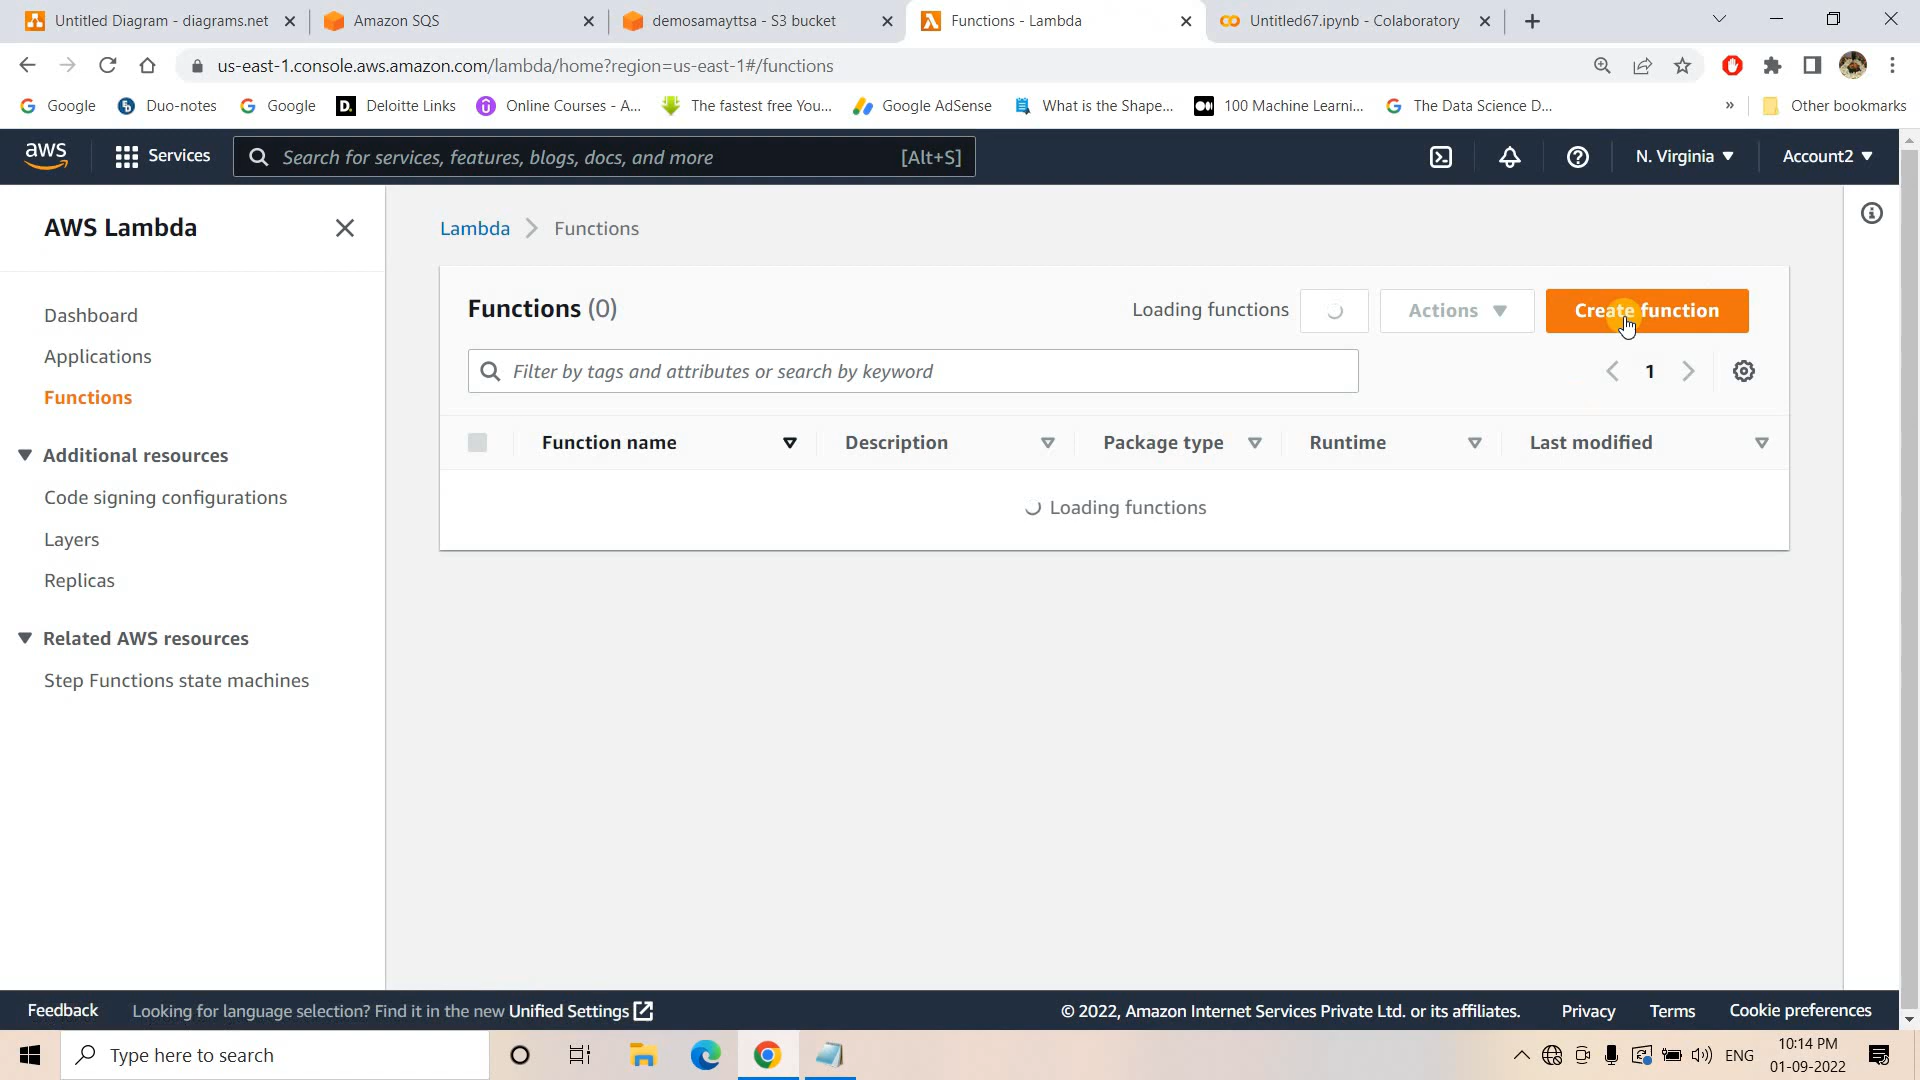 Untitled Diagram - diagrams.net
Amazon SQS
demosamayttsa - S3 bucket
Functions - Lambda
Untitled67.ipynb - Colaboratory
us-east-1.console.aws.amazon.com/lambda/home?region=us-east-1#/functions
Google
Duo-notes
Google
Deloitte Links
Online Courses - A...
The fastest free You...
Google AdSense
What is the Shape...
100 Machine Learni...
The Data Science D...
»
Other bookmarks
aws
Services
Search for services, features, blogs, docs, and more
[Alt+S]
N. Virginia
Account2
AWS Lambda
Dashboard
Applications
Functions
Additional resources
Code signing configurations
Layers
Replicas
Related AWS resources
Step Functions state machines
Lambda
Functions
Functions (0)
Loading functions
Actions
Create function
Filter by tags and attributes or search by keyword
1
Function name
Description
Package type
Runtime
Last modified
Loading functions
Feedback
Looking for language selection? Find it in the new Unified Settings
© 2022, Amazon Internet Services Private Ltd. or its affiliates.
Privacy
Terms
Cookie preferences
Type here to search
ENG
10:14 PM
01-09-2022